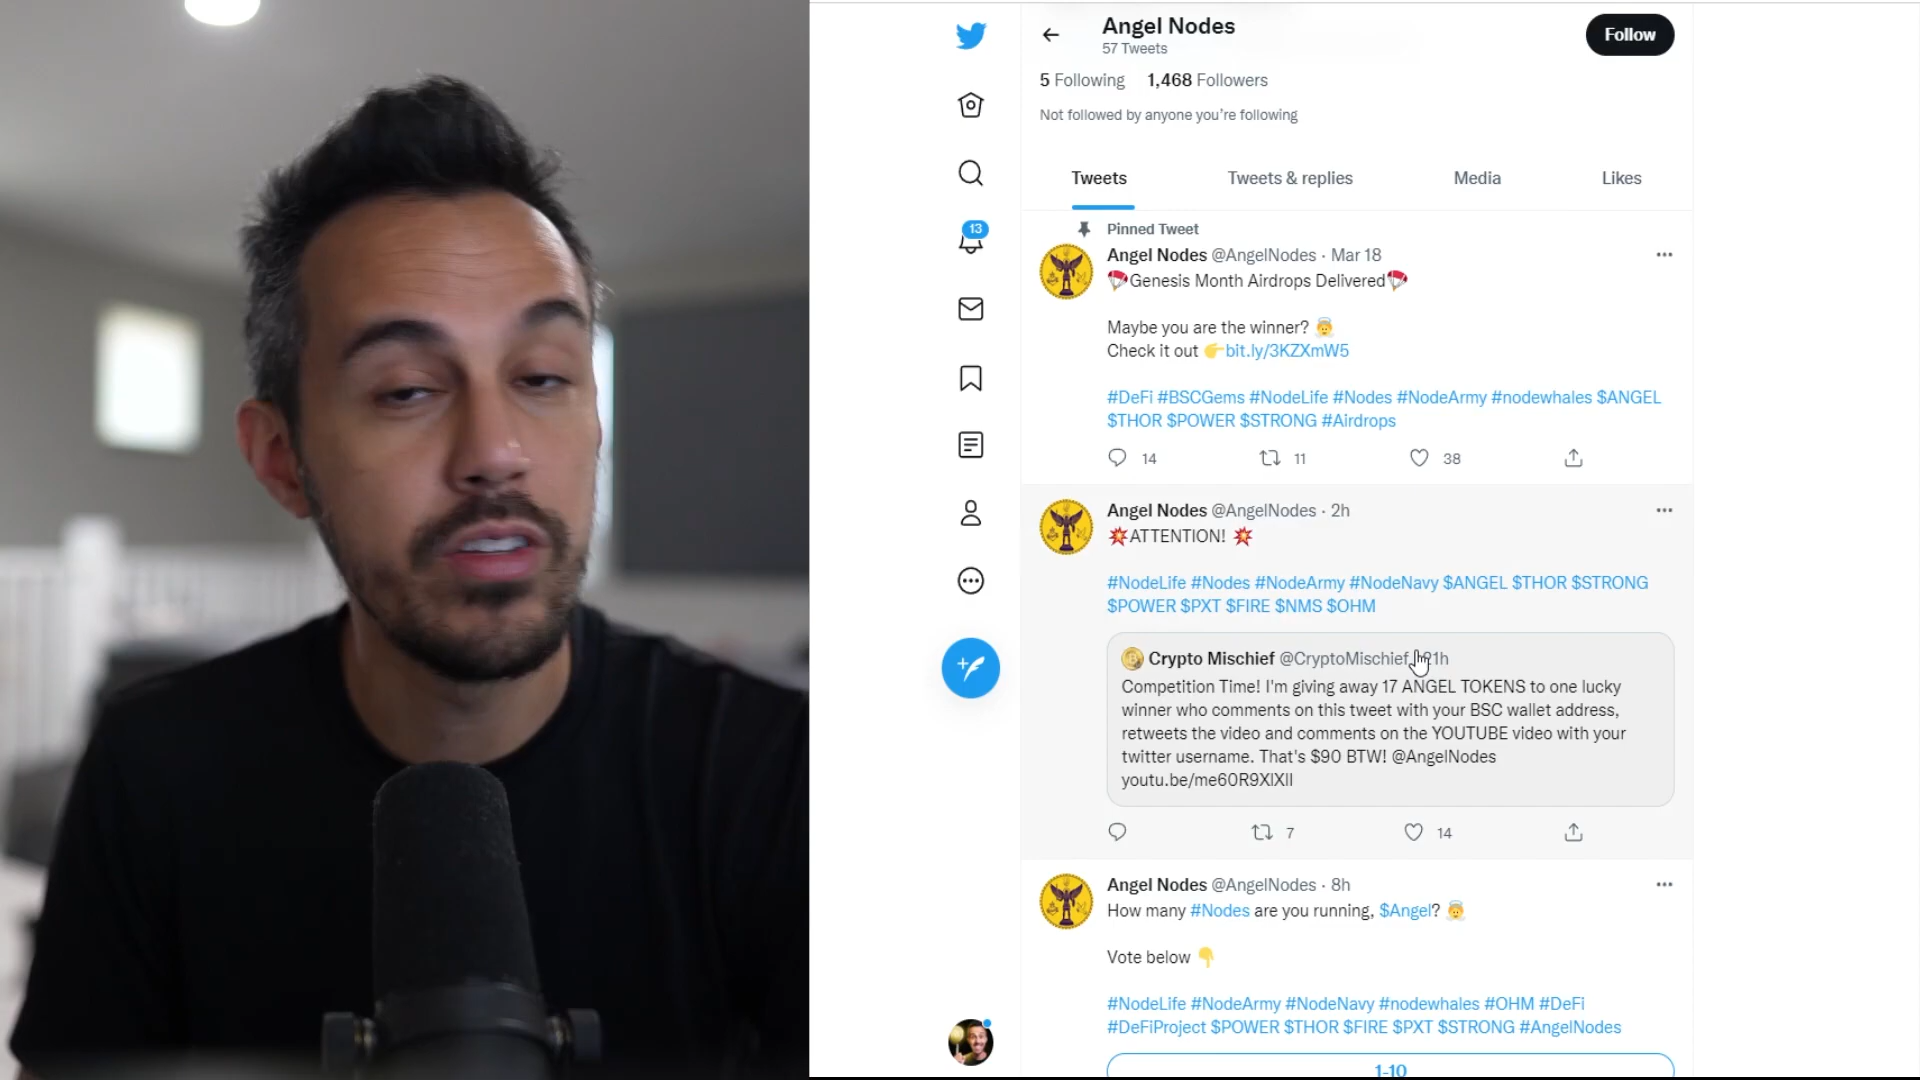 Angel Nodes
57 Tweets
Follow
5 Following 1,468 Followers
Not followed by anyone you're following
Tweets Tweets & replies Media Likes
Pinned Tweet
Angel Nodes @AngelNodes · Mar 18
Genesis Month Airdrops Delivered
Maybe you are the winner?
Check it out bit.ly/3KZXmW5
#DeFi #BSCGems #NodeLife #Nodes #NodeArmy #nodewhales $ANGEL
$THOR $POWER $STRONG #Airdrops
14 11 38
13
Angel Nodes @AngelNodes · 2h
ATTENTION!
#NodeLife #Nodes #NodeArmy #NodeNavy $ANGEL $THOR $STRONG
$POWER $PXT $FIRE $NMS $OHM
Crypto Mischief @CryptoMischief 21h
Competition Time! I'm giving away 17 ANGEL TOKENS to one lucky
winner who comments on this tweet with your BSC wallet address,
retweets the video and comments on the YOUTUBE video with your
twitter username. That's $90 BTW! @AngelNodes
7 14
Angel Nodes @AngelNodes · 8h
How many #Nodes are you running, $Angel?
Vote below
#NodeLife #NodeArmy #NodeNavy #nodewhales #OHM #DeFi
#DeFiProject $POWER $THOR $FIRE $PXT $STRONG #AngelNodes
1-10